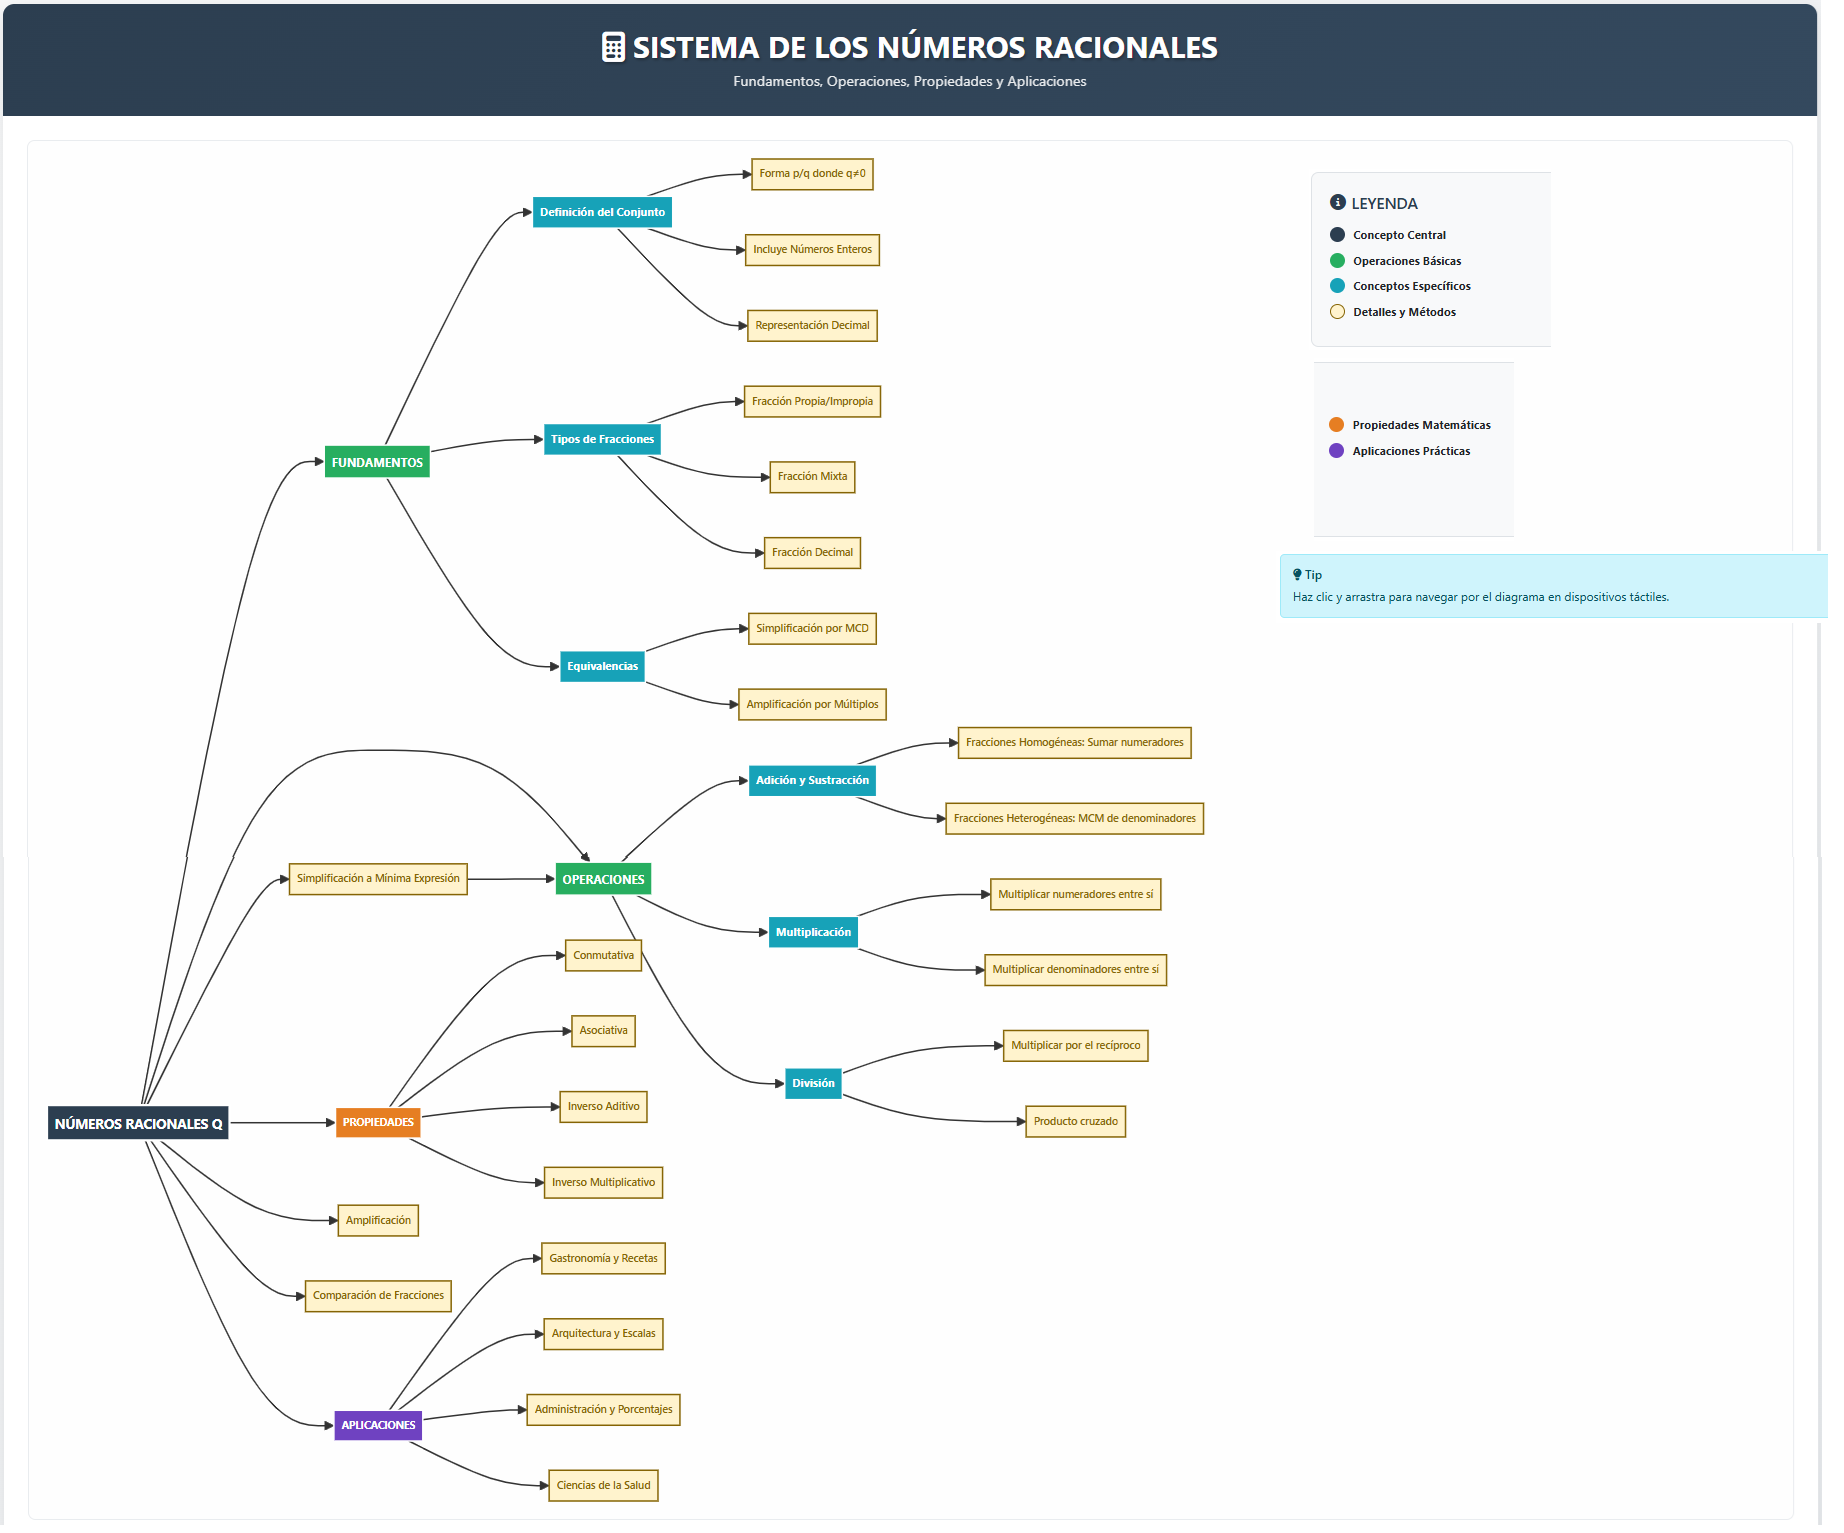 SISTEMA DE LOS NÚMEROS RACIONALES
Fundamentos, Operaciones, Propiedades y Aplicaciones
Forma p/q donde q≠0
Definición del Conjunto
Incluye Números Enteros
Representación Decimal
Fracción Propia/Impropia
Tipos de Fracciones
FUNDAMENTOS
Fracción Mixta
Fracción Decimal
Simplificación por MCD
Equivalencias
Amplificación por Múltiplos
Fracciones Homogéneas: Sumar numeradores
Adición y Sustracción
Fracciones Heterogéneas: MCM de denominadores
Simplificación a Mínima Expresión
OPERACIONES
Multiplicar numeradores entre sí
Multiplicación
Conmutativa
Multiplicar denominadores entre sí
Asociativa
Multiplicar por el recíproco
División
Inverso Aditivo
Producto cruzado
NÚMEROS RACIONALES Q
PROPIEDADES
Inverso Multiplicativo
Amplificación
Gastronomía y Recetas
Comparación de Fracciones
Arquitectura y Escalas
Administración y Porcentajes
APLICACIONES
Ciencias de la Salud
LEYENDA
Concepto Central
Operaciones Básicas
Conceptos Específicos
Detalles y Métodos
Propiedades Matemáticas
Aplicaciones Prácticas
Tip
Haz clic y arrastra para navegar por el diagrama en dispositivos táctiles.